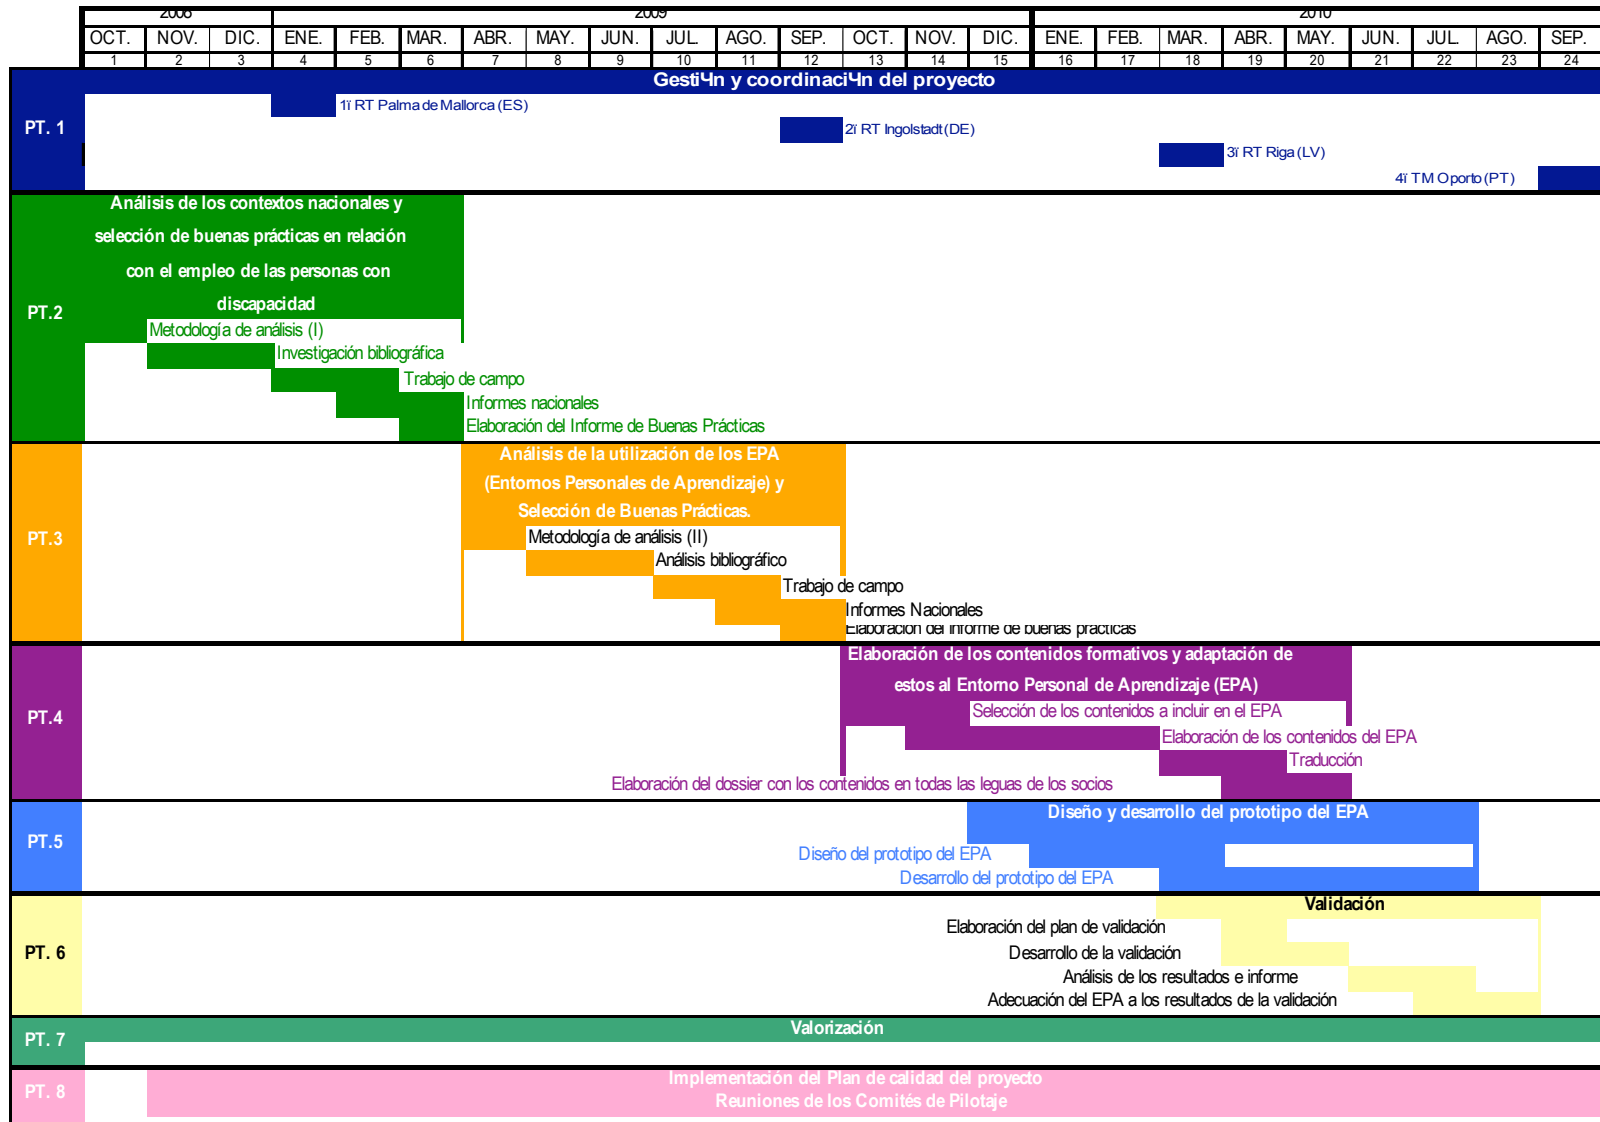 2008 2009 2010
OCT. NOV. DIC. ENE. FEB. MAR. ABR. MAY. JUN. JUL. AGO. SEP. OCT. NOV. DIC. ENE. FEB. MAR. ABR. MAY. JUN. JUL. AGO. SEP.
1 2 3 4 5 6 7 8 9 10 11 12 13 14 15 16 17 18 19 20 21 22 23 24
GestiЧn y coordinaciЧn del proyecto
PT. 1
1ï RT Palma de Mallorca (ES)
2ï RT Ingolstadt (DE)
3ï RT Riga (LV)
4ï TM Oporto (PT)
PT.2
Análisis de los contextos nacionales y
selección de buenas prácticas en relación
con el empleo de las personas con
discapacidad
Metodología de análisis (I)
Investigación bibliográfica
Trabajo de campo
Informes nacionales
Elaboración del Informe de Buenas Prácticas
PT.3
Análisis de la utilización de los EPA
(Entornos Personales de Aprendizaje) y
Selección de Buenas Prácticas.
Metodología de análisis (II)
Análisis bibliográfico
Trabajo de campo
Informes Nacionales
Elaboración del informe de buenas prácticas
PT.4
Elaboración de los contenidos formativos y adaptación de
estos al Entorno Personal de Aprendizaje (EPA)
Selección de los contenidos a incluir en el EPA
Elaboración de los contenidos del EPA
Traducción
Elaboración del dossier con los contenidos en todas las leguas de los socios
PT.5
Diseño y desarrollo del prototipo del EPA
Diseño del prototipo del EPA
Desarrollo del prototipo del EPA
PT. 6
Validación
Elaboración del plan de validación
Desarrollo de la validación
Análisis de los resultados e informe
Adecuación del EPA a los resultados de la validación
PT. 7
Valorización
PT. 8
Implementación del Plan de calidad del proyecto
Reuniones de los Comités de Pilotaje